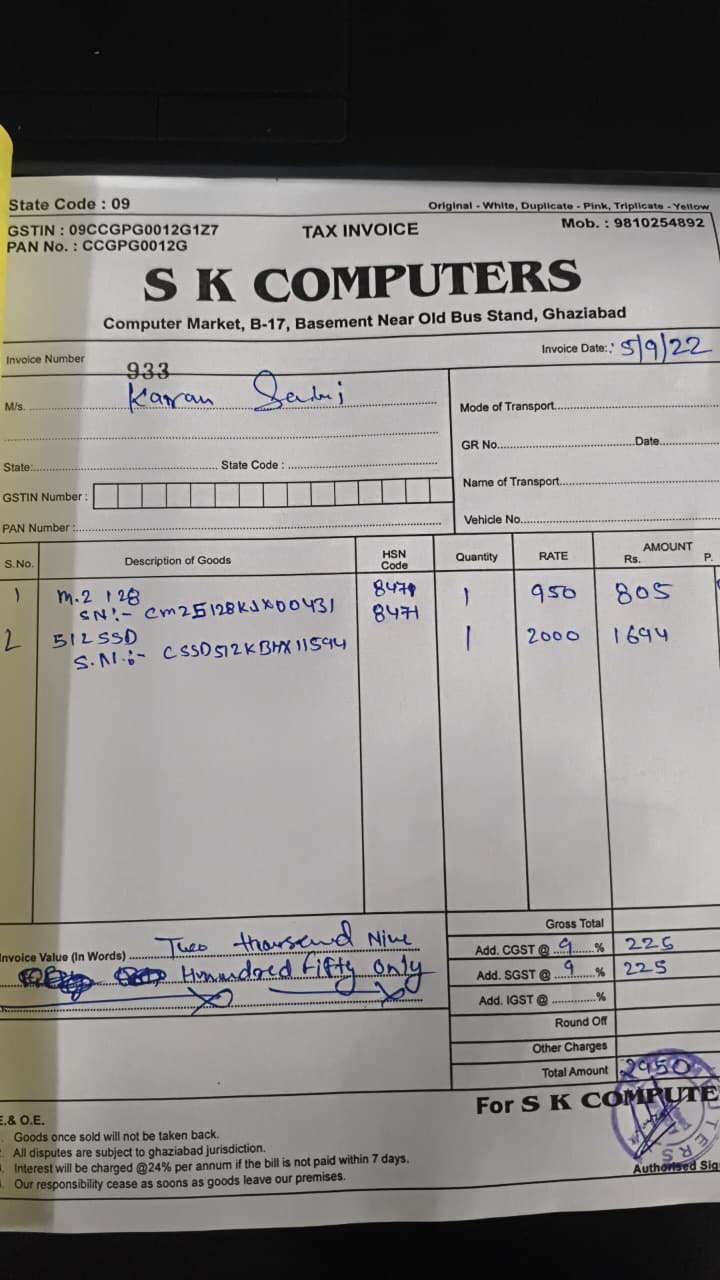 State Code : 09
Original - White, Duplicate - Pink, Triplicate - Yellow
GSTIN : 09CCGPG0012G1Z7
TAX INVOICE
Mob. : 9810254892
PAN No. : CCGPG0012G
S K COMPUTERS
Computer Market, B-17, Basement Near Old Bus Stand, Ghaziabad
Invoice Number 933
Invoice Date: 5/9/22
M/s. Karan
Mode of Transport
GR No. Date
State: State Code :
Name of Transport
GSTIN Number :
Vehicle No.
PAN Number :
S.No. Description of Goods HSN Code Quantity RATE AMOUNT Rs. P.
1 M.2 128 8471 1 950 805
SN:- 8471
2 512 SSD 1 2000 1694
S.N.:- CSSD512KBHX11594
Gross Total
Invoice Value (In Words) Two thousand Nine
Hunndred fifty only
Add. CGST @ 9 % 225
Add. SGST @ 9 % 225
Add. IGST @ %
Round Off
Other Charges
Total Amount 2950
For S K COMPUTE
E.& O.E.
Goods once sold will not be taken back.
All disputes are subject to ghaziabad jurisdiction.
Interest will be charged @24% per annum if the bill is not paid within 7 days.
Our responsibility cease as soons as goods leave our premises.
Authorised Sig